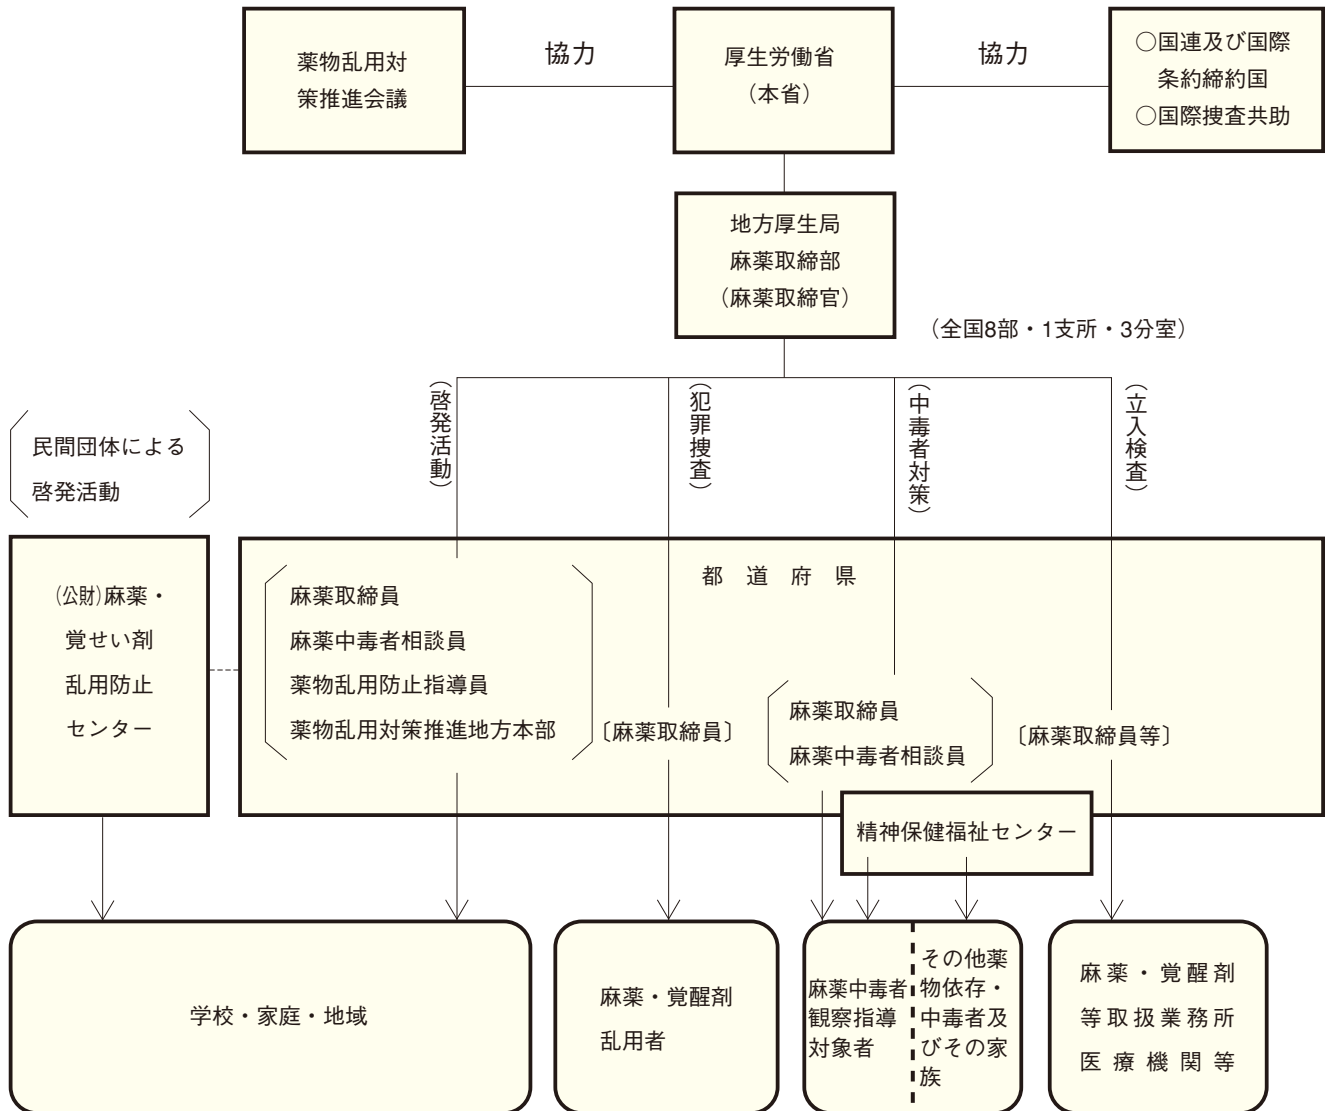 薬物乱用対
策推進会議
協力
厚生労働省
（本省）
協力
○国連及び国際
条約締約国
○国際捜査共助
地方厚生局
麻薬取締部
（麻薬取締官）
（全国8部・1支所・3分室）
（啓発活動）
（犯罪捜査）
（中毒者対策）
（立入検査）
民間団体による
啓発活動
（公財）麻薬・
覚せい剤
乱用防止
センター
都道府県
麻薬取締員
麻薬中毒者相談員
薬物乱用防止指導員
薬物乱用対策推進地方本部
〔麻薬取締員〕
麻薬取締員
麻薬中毒者相談員
〔麻薬取締員等〕
精神保健福祉センター
学校・家庭・地域
麻薬・覚醒剤
乱用者
麻薬中毒者
観察指導
対象者
その他薬
物依存・
中毒者及
びその家
族
麻薬・覚醒剤
等取扱業務所
医療機関等